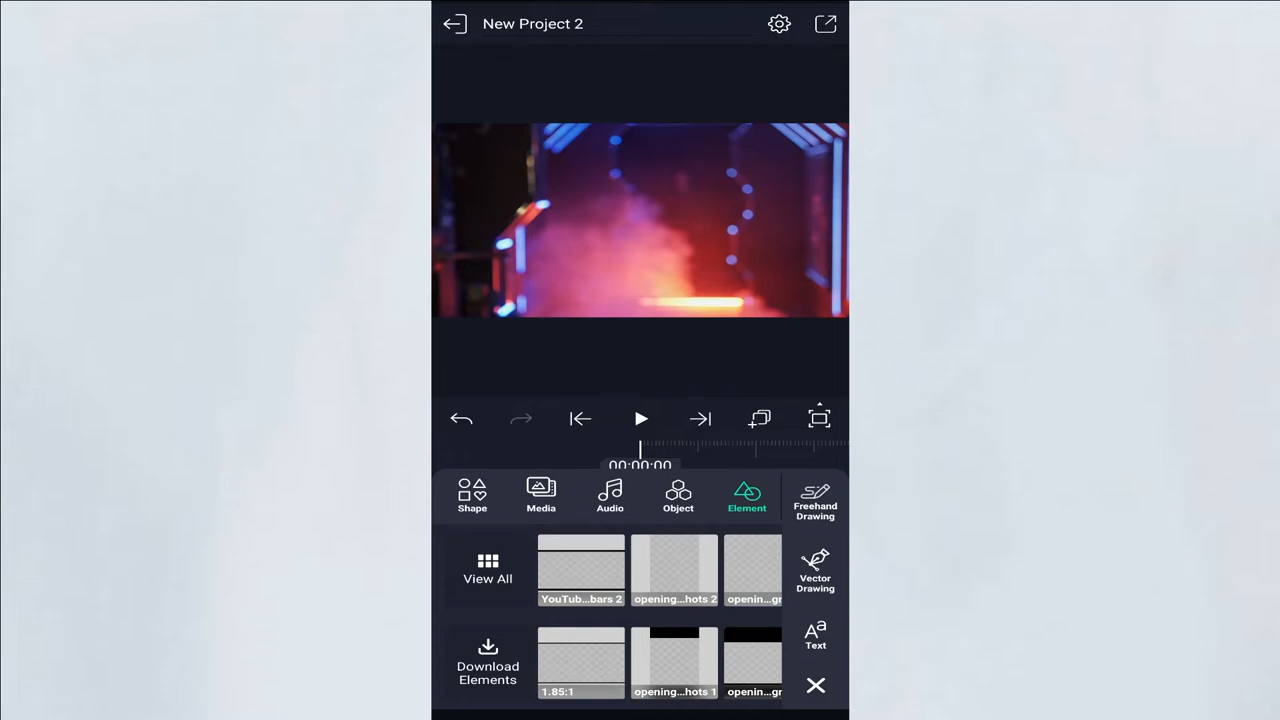 New Project 2
00:00:00
Shape
Media
Audio
Object
Element
Freehand
Drawing
View All
YouTub...bars 2
opening...hots 2
openin...gr
Vector
Drawing
Aa
Text
Download
Elements
1.85:1
opening...hots 1
openin...gr